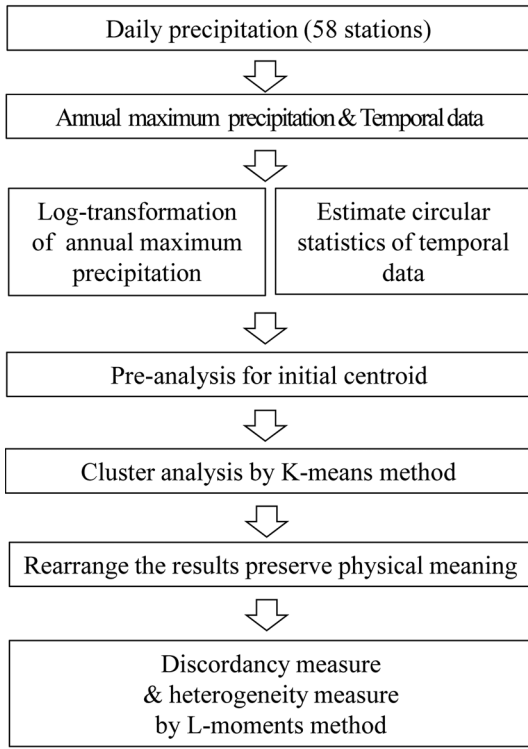 Daily precipitation (58 stations)
Annual maximum precipitation & Temporal data
Log-transformation
of annual maximum
precipitation
Estimate circular
statistics of temporal
data
Pre-analysis for initial centroid
Cluster analysis by K-means method
Rearrange the results preserve physical meaning
Discordancy measure
& heterogeneity measure
by L-moments method